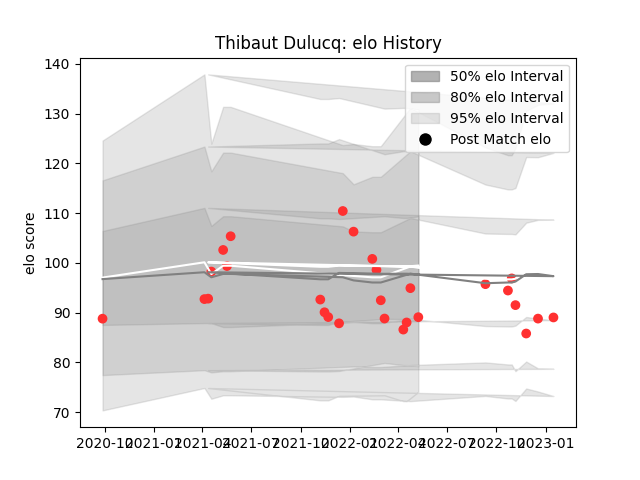 Thibaut Dulucq: elo History
140
130
120
110
100
90
80
70
elo score
50% elo Interval
80% elo Interval
95% elo Interval
Post Match elo
2020-10 2021-01 2021-04 2021-07 2021-10 2022-01 2022-04 2022-07 2022-10 2023-01